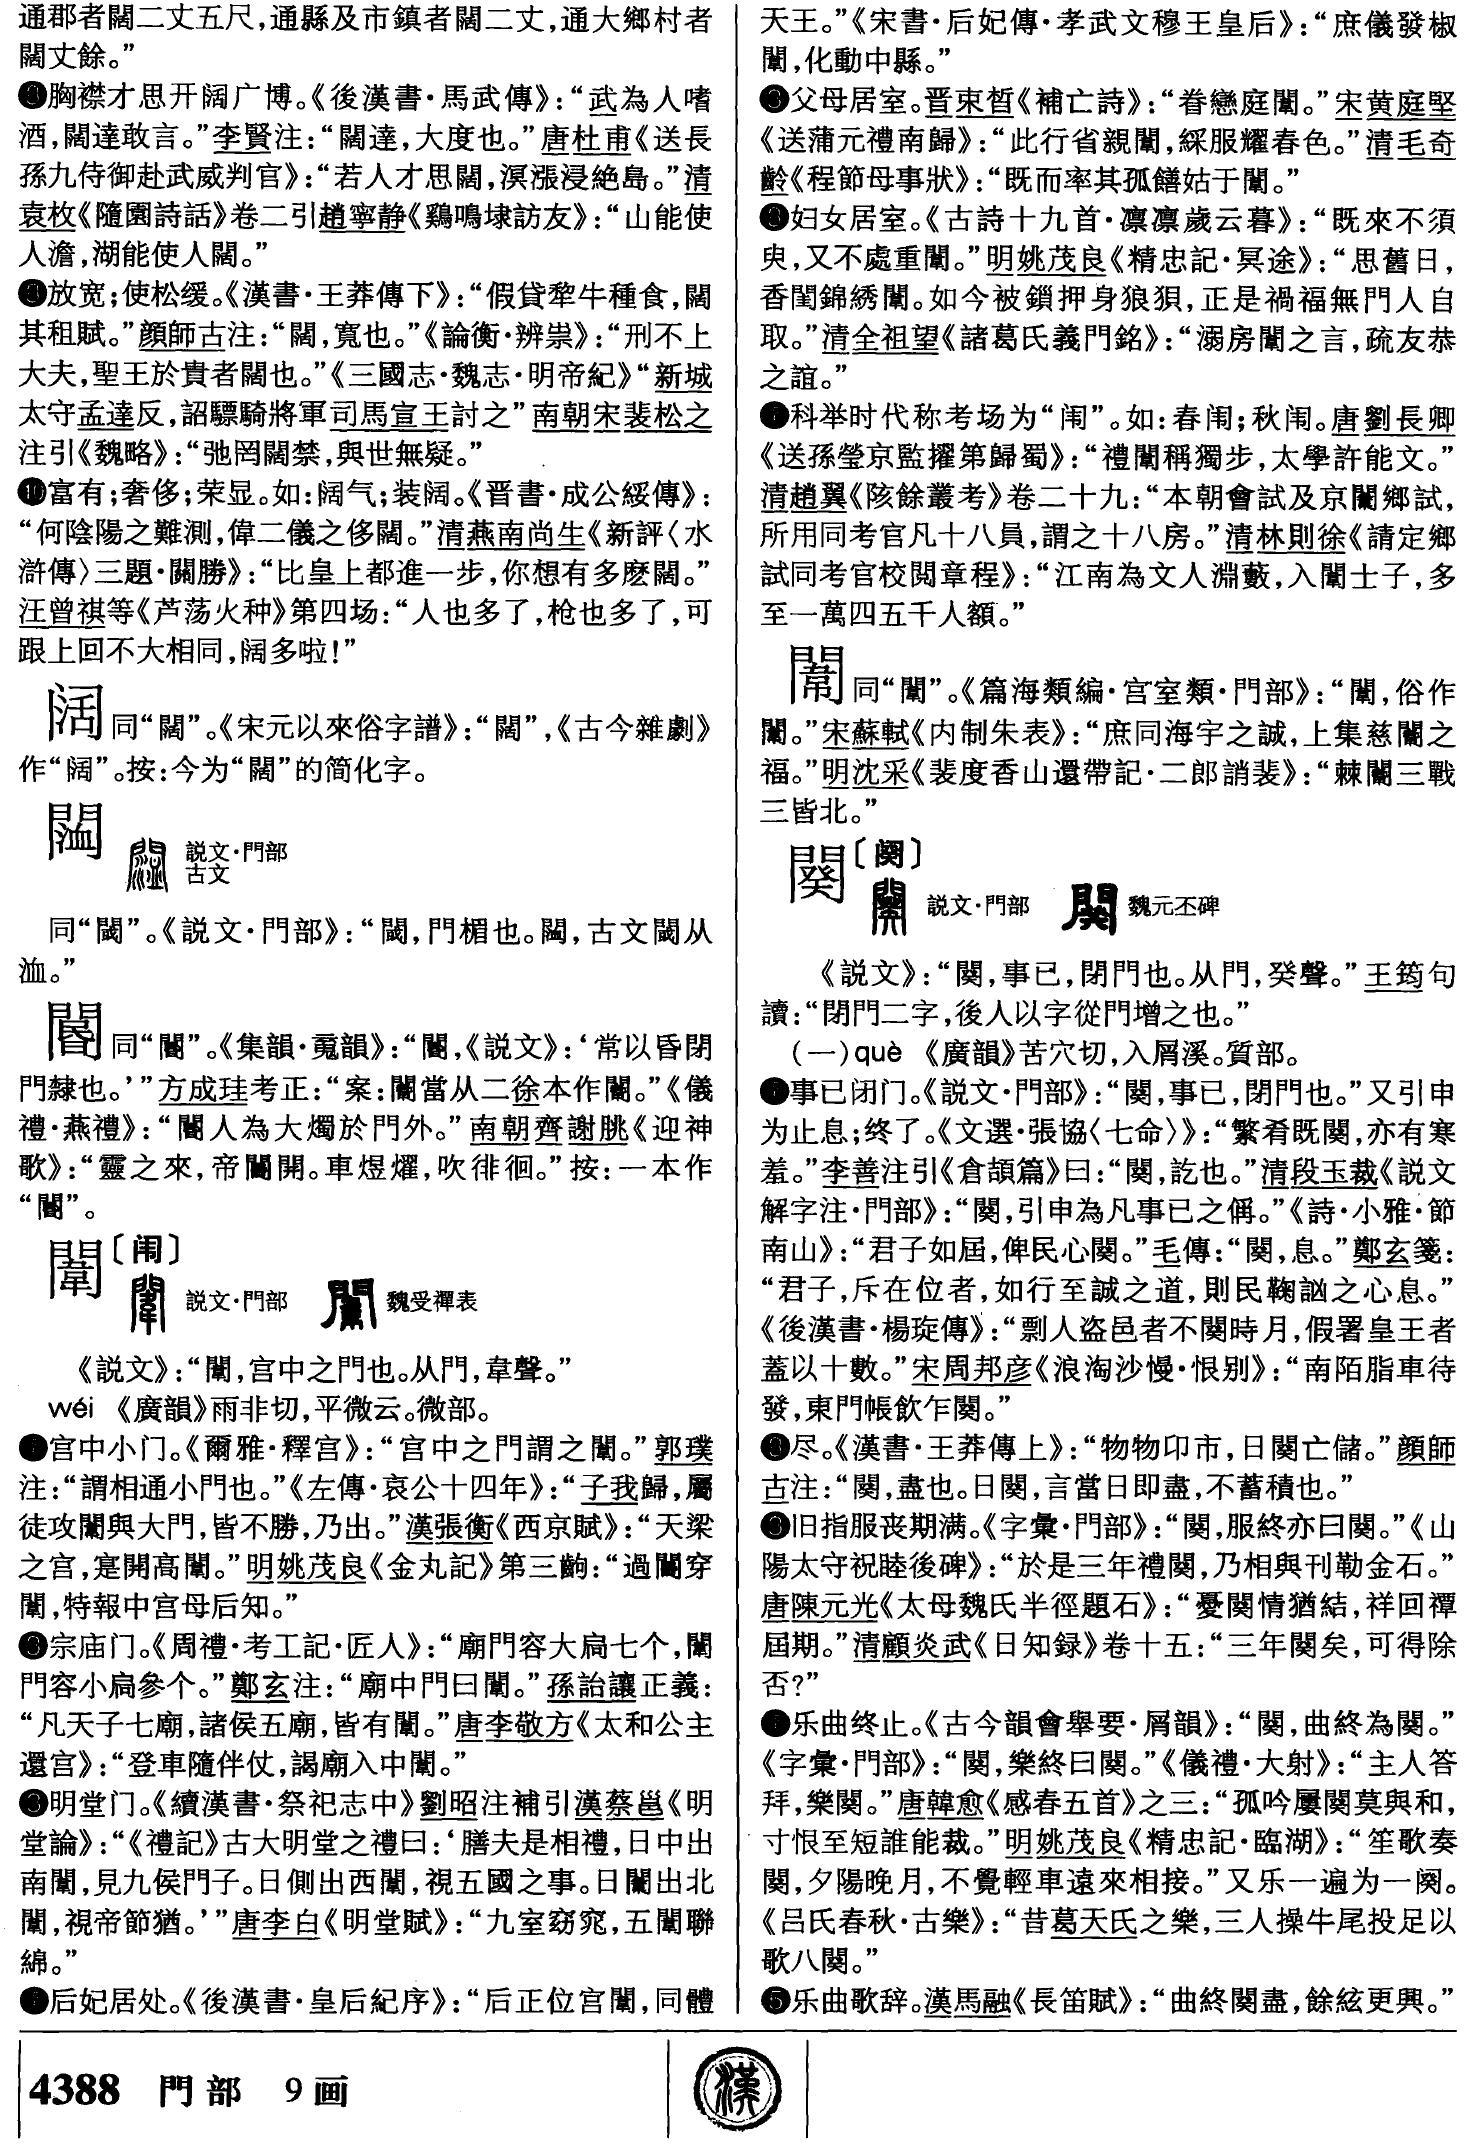 通郡者闊二丈五尺，通縣及市鎮者闊二丈，通大鄉村者
闊丈餘。”
胸襟才思开阔广博。《後漢書·馬武傳》：“武為人嗜
酒，闊達敢言。”李賢注：“闊達，大度也。”唐杜甫《送長
孫九侍御赴武威判官》：“若人才思闊，溟漲浸絶島。”清
袁枚《隨園詩話》卷二引趙寧静《鷄鳴埭訪友》：“山能使
人澹，湖能使人闊。”
放宽；使松缓。《漢書·王莽傳下》：“假貸犂牛種食，闊
其租賦。”顔師古注：“闊，寬也。”《論衡·辨祟》：“刑不上
大夫，聖王於貴者闊也。”《三國志·魏志·明帝紀》“新城
太守孟達反，詔驃騎將軍司馬宣王討之”南朝宋裴松之
注引《魏略》：“弛罔闊禁，與世無疑。”
⓫富有；奢侈；荣显。如：阔气；装阔。《晋書·成公綏傳》：
“何陰陽之難測，偉二儀之侈闊。”清燕南尚生《新評〈水
滸傳〉三題·關勝》：“比皇上都進一步，你想有多麽闊。”
汪曾祺等《芦荡火种》第四场：“人也多了，枪也多了，可
跟上回不大相同，阔多啦！”
阔 同“闊”。《宋元以來俗字譜》：“闊”，《古今雜劇》
作“阔”。按：今为“闊”的简化字。
説文·門部
古文
同“閾”。《説文·門部》：“閾，門楣也。䦗，古文閾从
洫。”
閽 同“閽”。《集韻·䰟韻》：“閽，《説文》：‘常以昏閉
門隸也。’”方成珪考正：“案：閽當从二徐本作閽。”《儀
禮·燕禮》：“閽人為大燭於門外。”南朝齊謝朓《迎神
歌》：“靈之來，帝閽開。車煜燿，吹徘徊。”按：一本作
“閽”。
闈〔闱〕
説文·門部 魏受禪表
《説文》：“闈，宫中之門也。从門，韋聲。”
wéi 《廣韻》雨非切，平微云。微部。
宫中小门。《爾雅·釋宫》：“宫中之門謂之闈。”郭璞
注：“謂相通小門也。”《左傳·哀公十四年》：“子我歸，屬
徒攻闈與大門，皆不勝，乃出。”漢張衡《西京賦》：“天梁
之宫，寔開高闈。”明姚茂良《金丸記》第三齣：“過闥穿
闈，特報中宫母后知。”
宗庙门。《周禮·考工記·匠人》：“廟門容大扃七个，闈
門容小扃參个。”鄭玄注：“廟中門曰闈。”孫詒讓正義：
“凡天子七廟，諸侯五廟，皆有闈。”唐李敬方《太和公主
還宫》：“登車隨伴仗，謁廟入中闈。”
❸明堂门。《續漢書·祭祀志中》劉昭注補引漢蔡邕《明
堂論》：“《禮記》古大明堂之禮曰：‘膳夫是相禮，日中出
南闈，見九侯門子。日側出西闈，視五國之事。日闇出北
闈，視帝節猶。’”唐李白《明堂賦》：“九室窈窕，五闈聯
綿。”
后妃居处。《後漢書·皇后紀序》：“后正位宫闈，同體
天王。”《宋書·后妃傳·孝武文穆王皇后》：“庶儀發椒
闈，化動中縣。”
父母居室。晋束晳《補亡詩》：“眷戀庭闈。”宋黄庭堅
《送蒲元禮南歸》：“此行省親闈，綵服耀春色。”清毛奇
齡《程節母事狀》：“既而率其孤饍姑于闈。”
妇女居室。《古詩十九首·凛凛歲云暮》：“既來不須
臾，又不處重闈。”明姚茂良《精忠記·冥途》：“思舊日，
香閨錦綉闈。如今被鎖押身狼狽，正是禍福無門人自
取。”清全祖望《諸葛氏義門銘》：“溺房闈之言，疏友恭
之誼。”
科举时代称考场为“闱”。如：春闱；秋闱。唐劉長卿
《送孫瑩京監擢第歸蜀》：“禮闈稱獨步，太學許能文。”
清趙翼《陔餘叢考》卷二十九：“本朝會試及京闈鄉試，
所用同考官凡十八員，謂之十八房。”清林則徐《請定鄉
試同考官校閲章程》：“江南為文人淵藪，入闈士子，多
至一萬四五千人額。”
同“闈”。《篇海類編·宫室類·門部》：“闈，俗作
。”宋蘇軾《内制朱表》：“庶同海宇之誠，上集慈闈之
福。”明沈采《裴度香山還帶記·二郎誚裴》：“棘闈三戰
三皆北。”
闋〔阕〕
説文·門部 魏元丕碑
《説文》：“闋，事已，閉門也。从門，癸聲。”王筠句
讀：“閉門二字，後人以字從門增之也。”
（一）què 《廣韻》苦穴切，入屑溪。質部。
事已闭门。《説文·門部》：“闋，事已，閉門也。”又引申
为止息；终了。《文選·張協〈七命〉》：“繁肴既闋，亦有寒
羞。”李善注引《倉頡篇》曰：“闋，訖也。”清段玉裁《説文
解字注·門部》：“闋，引申為凡事已之偁。”《詩·小雅·節
南山》：“君子如届，俾民心闋。”毛傳：“闋，息。”鄭玄箋：
“君子，斥在位者，如行至誠之道，則民鞠訩之心息。”
《後漢書·楊琁傳》：“剽人盗邑者不闋時月，假署皇王者
蓋以十數。”宋周邦彦《浪淘沙慢·恨别》：“南陌脂車待
發，東門帳飲乍闋。”
尽。《漢書·王莽傳上》：“物物卬市，日闋亡儲。”顔師
古注：“闋，盡也。日闋，言當日即盡，不蓄積也。”
❸旧指服丧期满。《字彙·門部》：“闋，服終亦曰闋。”《山
陽太守祝睦後碑》：“於是三年禮闋，乃相與刊勒金石。”
唐陳元光《太母魏氏半徑題石》：“憂闋情猶結，祥回禫
届期。”清顧炎武《日知録》卷十五：“三年闋矣，可得除
否？”
乐曲终止。《古今韻會舉要·屑韻》：“闋，曲終為闋。”
《字彙·門部》：“闋，樂終曰闋。”《儀禮·大射》：“主人答
拜，樂闋。”唐韓愈《感春五首》之三：“孤吟屢闋莫與和，
寸恨至短誰能裁。”明姚茂良《精忠記·臨湖》：“笙歌奏
闋，夕陽晚月，不覺輕車遠來相接。”又乐一遍为一阕。
《吕氏春秋·古樂》：“昔葛天氏之樂，三人操牛尾投足以
歌八闋。”
❺乐曲歌辞。漢馬融《長笛賦》：“曲終闋盡，餘絃更興。”
4388 門部 9画
漢